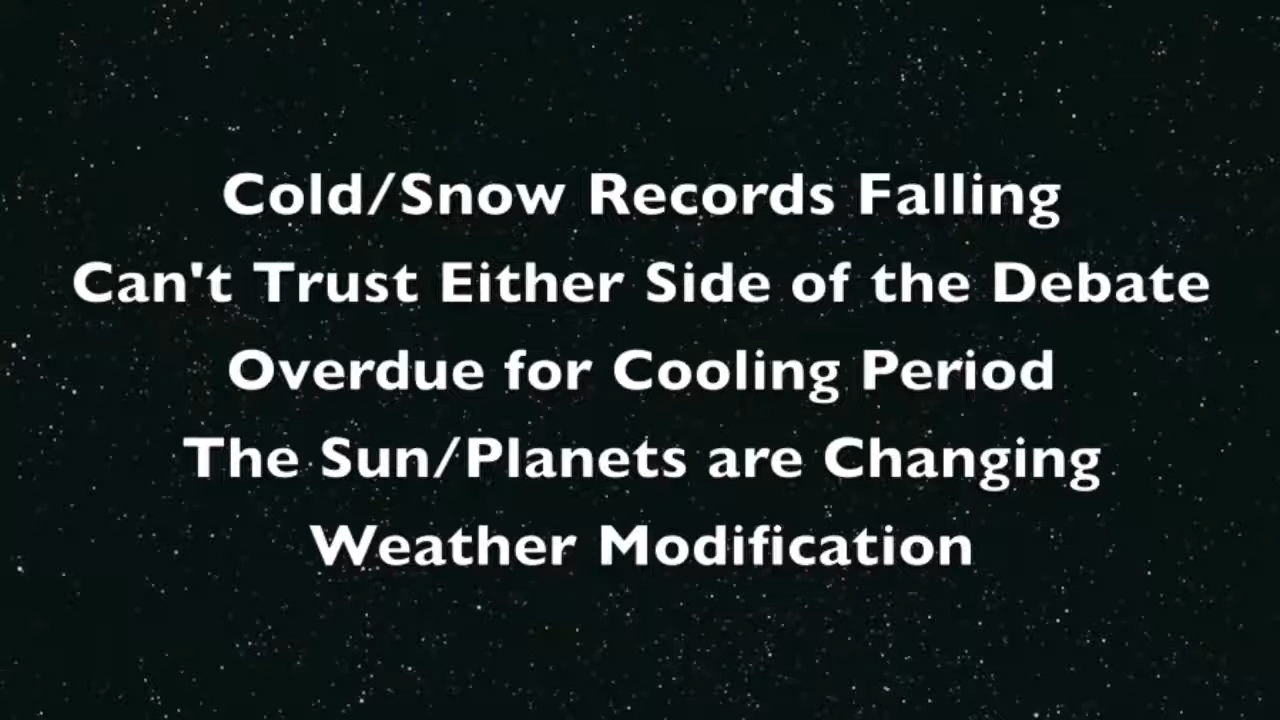 Cold/Snow Records Falling
Can't Trust Either Side of the Debate
Overdue for Cooling Period
The Sun/Planets are Changing
Weather Modification